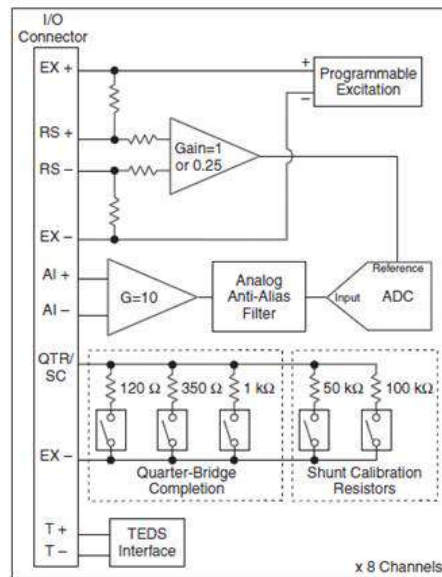 I/O
Connector
EX +
+
Programmable
Excitation
–
RS +
Gain=1
or 0.25
RS –
EX –
Reference
AI +
G=10
Analog
Anti-Alias
Filter
Input
ADC
AI –
QTR/
SC
120 Ω
350 Ω
1 kΩ
50 kΩ
100 kΩ
EX –
Quarter-Bridge
Completion
Shunt Calibration
Resistors
T +
T –
TEDS
Interface
x 8 Channels